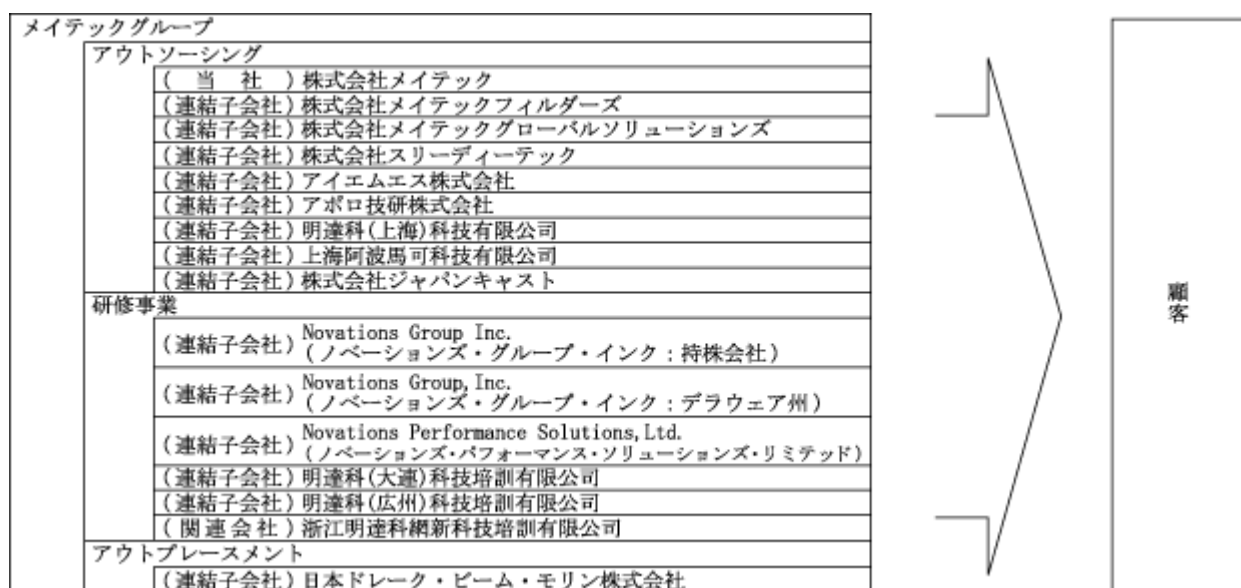 メイテックグループ
アウトソーシング
( 当 社 ) 株式会社メイテック
(連結子会社) 株式会社メイテックフィルダーズ
(連結子会社) 株式会社メイテックグローバルソリューションズ
(連結子会社) 株式会社スリーディーテック
(連結子会社) アイエムエス株式会社
(連結子会社) アポロ技研株式会社
(連結子会社) 明達科(上海)科技有限公司
(連結子会社) 上海阿波馬可科技有限公司
(連結子会社) 株式会社ジャパンキャスト
研修事業
(連結子会社) Novations Group Inc.
(ノベーションズ・グループ・インク：持株会社)
(連結子会社) Novations Group,Inc.
(ノベーションズ・グループ・インク：デラウェア州)
(連結子会社) Novations Performance Solutions,Ltd.
(ノベーションズ・パフォーマンス・ソリューションズ・リミテッド)
(連結子会社) 明達科(大連)科技培訓有限公司
(連結子会社) 明達科(広州)科技培訓有限公司
(関連会社) 浙江明達科網新科技培訓有限公司
アウトプレースメント
(連結子会社) 日本ドレーク・ビーム・モリン株式会社
顧客